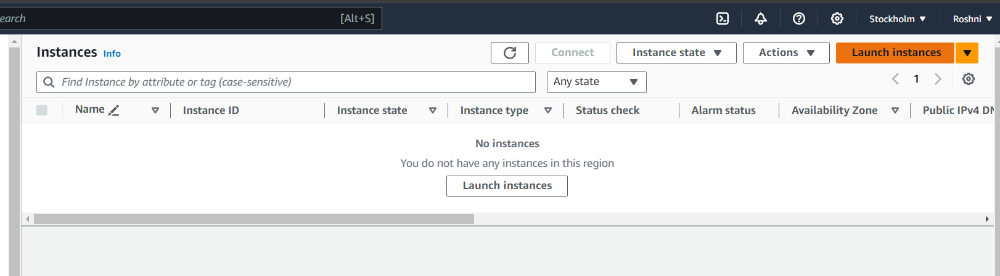 earch [Alt+S] Stockholm Roshni
Instances Info Connect Instance state Actions Launch instances
Find Instance by attribute or tag (case-sensitive) Any state 1
Name Instance ID Instance state Instance type Status check Alarm status Availability Zone Public IPv4 DN
No instances
You do not have any instances in this region
Launch instances